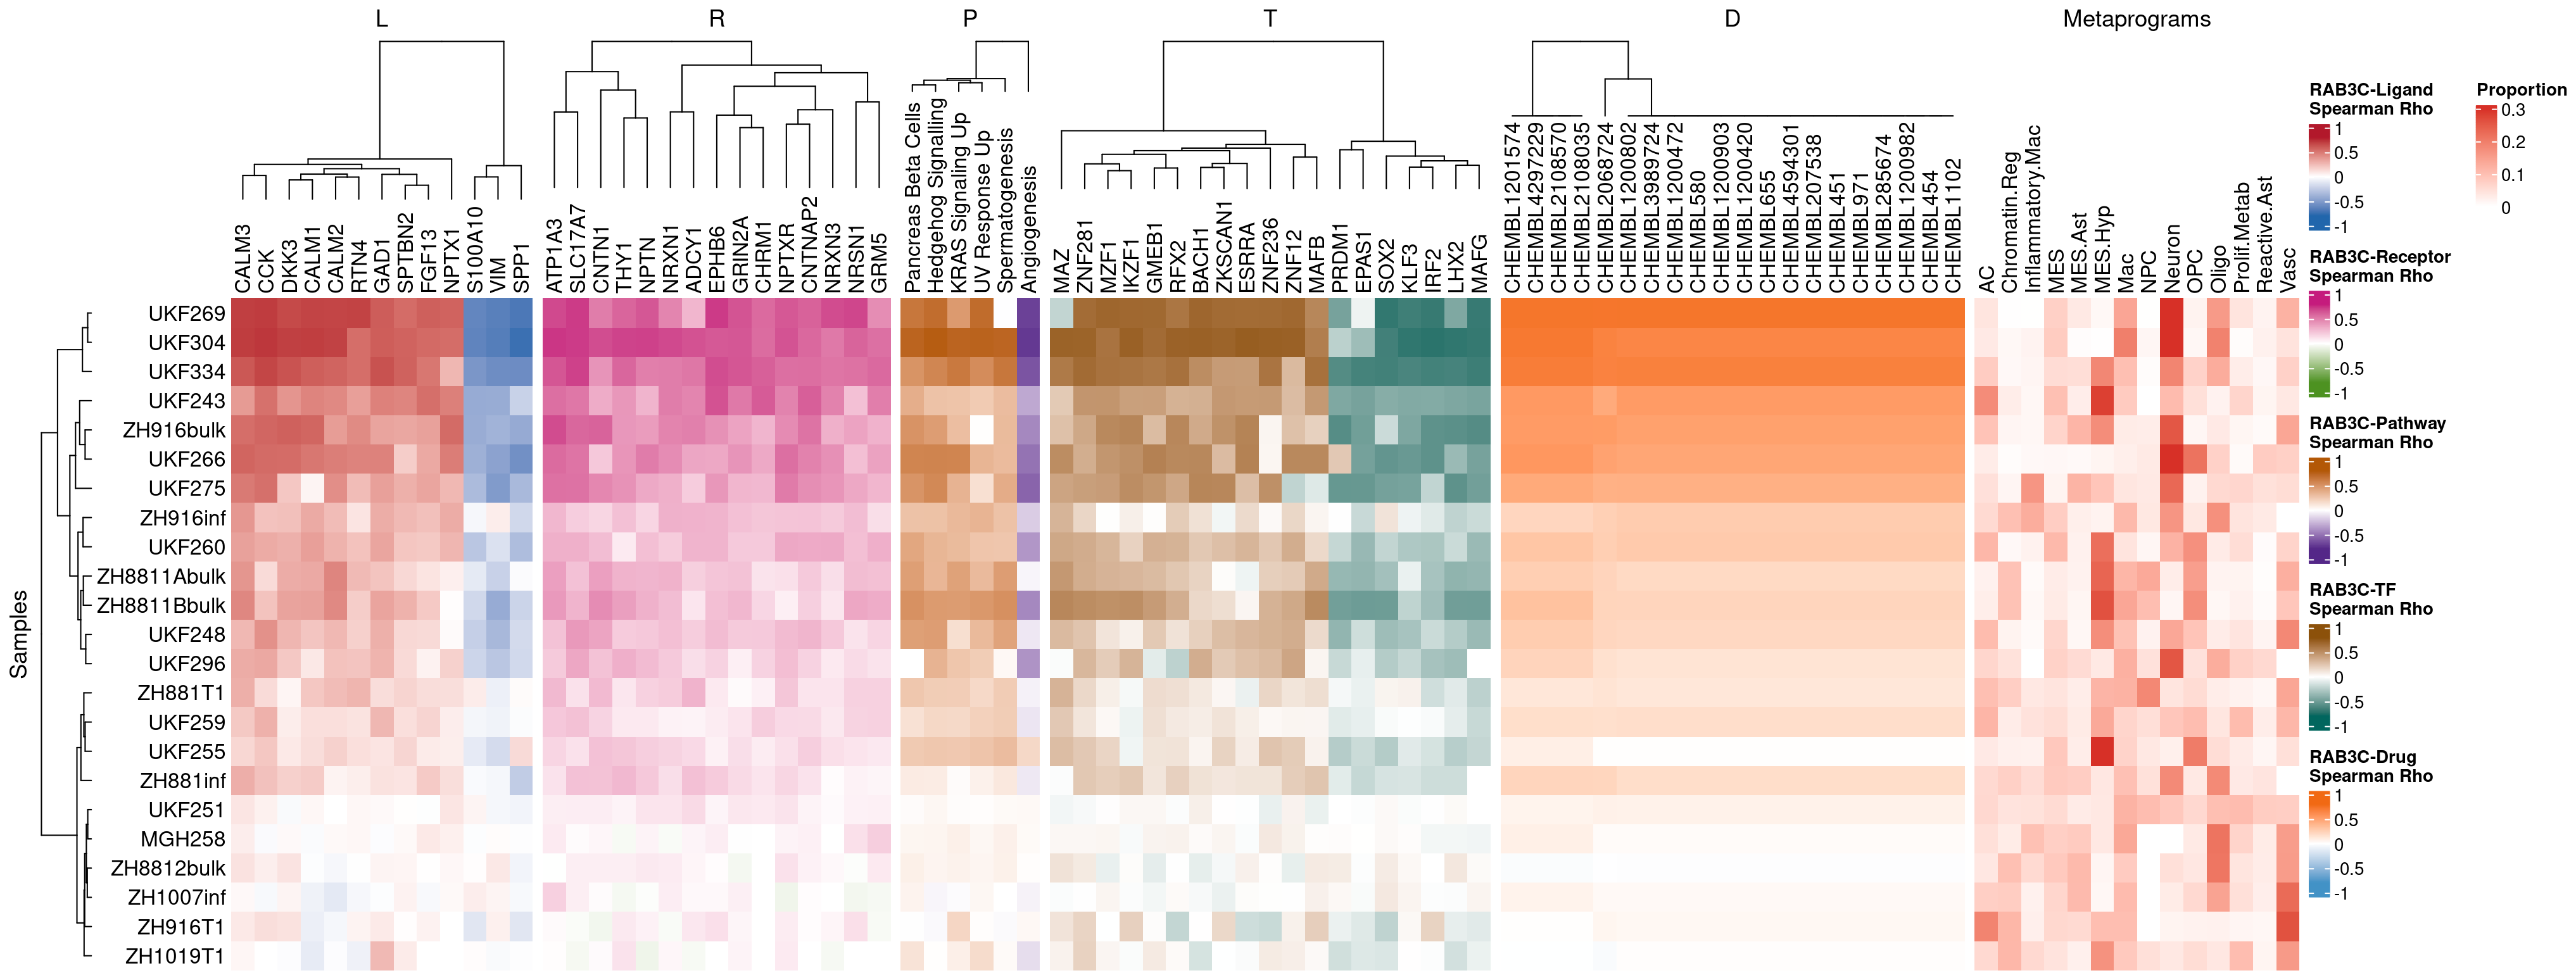 L R P T D Metaprograms
CALM3
CCK
DKK3
CALM1
CALM2
RTN4
GAD1
SPTBN2
FGF13
NPTX1
S100A10
VIM
SPP1
ATP1A3
SLC17A7
CNTN1
THY1
NPTN
NRXN1
ADCY1
EPHB6
GRIN2A
CHRM1
NPTXR
CNTNAP2
NRXN3
NRSN1
GRM5
Pancreas Beta Cells
Hedgehog Signalling
KRAS Signaling Up
UV Response Up
Spermatogenesis
Angiogenesis
MAZ
ZNF281
MZF1
IKZF1
GMEB1
RFX2
BACH1
ZKSCAN1
ESRRA
ZNF236
ZNF12
MAFB
PRDM1
EPAS1
SOX2
KLF3
IRF2
LHX2
MAFG
CHEMBL1201574
CHEMBL4297229
CHEMBL2108570
CHEMBL2108035
CHEMBL2068724
CHEMBL1200802
CHEMBL3989724
CHEMBL1200472
CHEMBL580
CHEMBL1200903
CHEMBL1200420
CHEMBL655
CHEMBL4594301
CHEMBL207538
CHEMBL451
CHEMBL971
CHEMBL285674
CHEMBL1200982
CHEMBL454
CHEMBL1102
AC
Chromatin.Reg
Inflammatory.Mac
MES
MES.Ast
MES.Hyp
Mac
NPC
Neuron
OPC
Oligo
Prolif.Metab
Reactive.Ast
Vasc
Samples
UKF269
UKF304
UKF334
UKF243
ZH916bulk
UKF266
UKF275
ZH916inf
UKF260
ZH8811Abulk
ZH8811Bbulk
UKF248
UKF296
ZH881T1
UKF259
UKF255
ZH881inf
UKF251
MGH258
ZH8812bulk
ZH1007inf
ZH916T1
ZH1019T1
RAB3C-Ligand
Spearman Rho
1
0.5
0
-0.5
-1
RAB3C-Receptor
Spearman Rho
1
0.5
0
-0.5
-1
RAB3C-Pathway
Spearman Rho
1
0.5
0
-0.5
-1
RAB3C-TF
Spearman Rho
1
0.5
0
-0.5
-1
RAB3C-Drug
Spearman Rho
1
0.5
0
-0.5
-1
Proportion
0.3
0.2
0.1
0